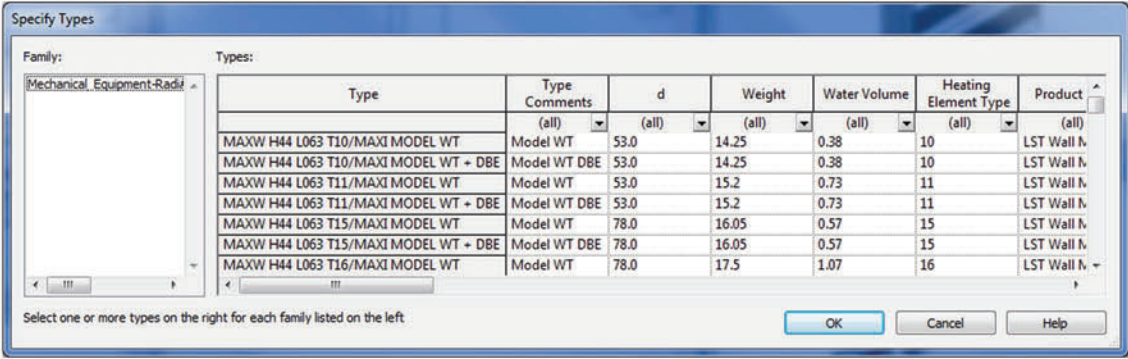 Specify Types
Family:
Types:
Mechanical_Equipment-Radi
Type Type Comments d Weight Water Volume Heating Element Type Product
(all) (all) (all) (all) (all) (all)
MAXW H44 L063 T10/MAXI MODEL WT Model WT 53.0 14.25 0.38 10 LST Wall
MAXW H44 L063 T10/MAXI MODEL WT + DBE Model WT DBE 53.0 14.25 0.38 10 LST Wall
MAXW H44 L063 T11/MAXI MODEL WT Model WT 53.0 15.2 0.73 11 LST Wall
MAXW H44 L063 T11/MAXI MODEL WT + DBE Model WT DBE 53.0 15.2 0.73 11 LST Wall
MAXW H44 L063 T15/MAXI MODEL WT Model WT 78.0 16.05 0.57 15 LST Wall
MAXW H44 L063 T15/MAXI MODEL WT + DBE Model WT DBE 78.0 16.05 0.57 15 LST Wall
MAXW H44 L063 T16/MAXI MODEL WT Model WT 78.0 17.5 1.07 16 LST Wall
Select one or more types on the right for each family listed on the left
OK Cancel Help